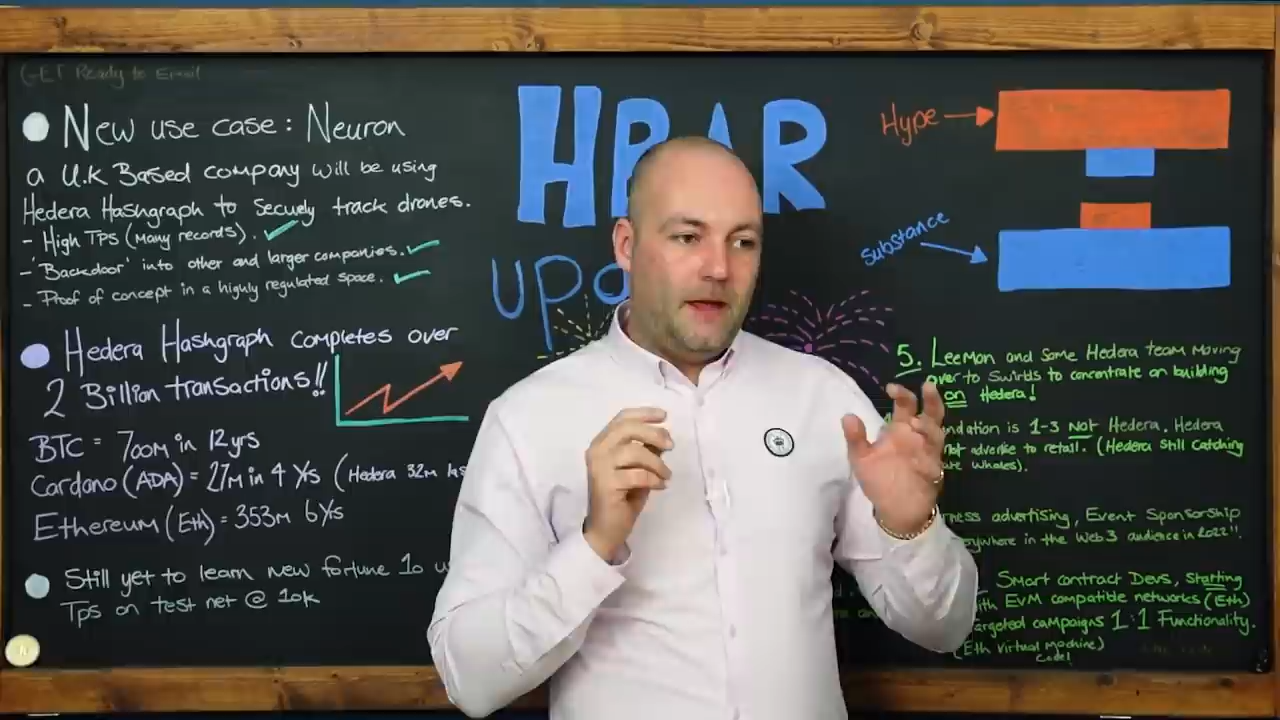 GET Ready to Email
New use case: Neuron
a U.K Based company will be using
Hedera Hashgraph to Securely track drones.
- High TPS (Many records).
- 'Backdoor' into other and larger companies.
- Proof of concept in a highly regulated space.
Hedera Hashgraph completes over
2 Billion transactions!!
BTC = 700m in 12yrs
Cardano (ADA) = 27m in 4 Yrs (Hedera 32m
Ethereum (Eth) = 353m 6Yrs
Still yet to learn new fortune 10
Tps on test net @ 10k
HBAR
Hype
Substance
5. Leemon and some Hedera team moving
over to Swirlds to concentrate on building
on Hedera!
is 1-3 Not Hedera. Hedera
advertise to retail. (Hedera Still Catching
Whales).
advertising, Event Sponsorship
in the Web3 audience in 2022!!
Smart contract Devs, starting
EVM compatible networks (Eth)
campaigns 1:1 Functionality.
(Eth Virtual Machine)
Code!